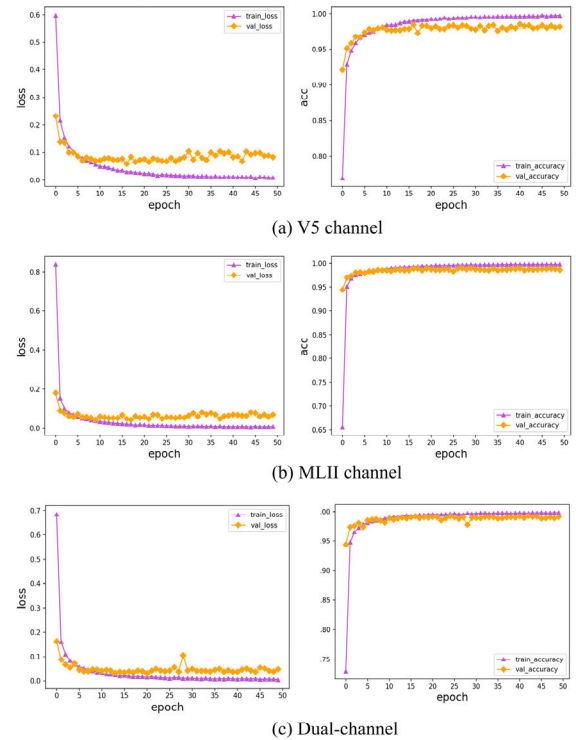 0.6
0.5
0.4
0.3
0.2
0.1
0.0
loss
train_loss
val_loss
0 5 10 15 20 25 30 35 40 45 50
epoch
1.00
0.95
0.90
0.85
0.80
acc
train_accuracy
val_accuracy
0 5 10 15 20 25 30 35 40 45 50
epoch
(a) V5 channel
0.8
0.6
0.4
0.2
0.0
loss
train_loss
val_loss
0 5 10 15 20 25 30 35 40 45 50
epoch
1.00
0.95
0.90
0.85
0.80
0.75
0.70
0.65
acc
train_accuracy
val_accuracy
0 5 10 15 20 25 30 35 40 45 50
epoch
(b) MLII channel
0.7
0.6
0.5
0.4
0.3
0.2
0.1
0.0
loss
train_loss
val_loss
0 5 10 15 20 25 30 35 40 45 50
epoch
.00
.95
.90
.85
.80
.75
train_accuracy
val_accuracy
0 5 10 15 20 25 30 35 40 45 50
epoch
(c) Dual-channel